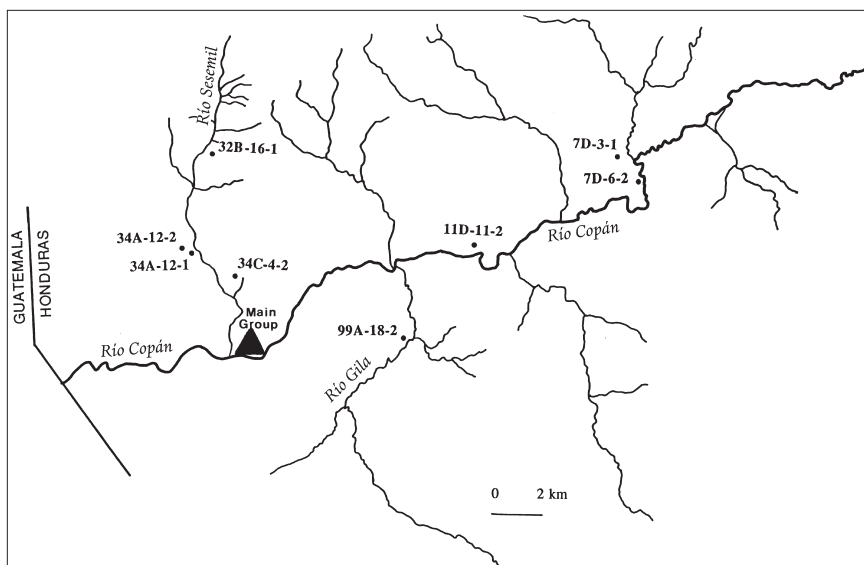 Río Sesemil
32B-16-1
7D-3-1
7D-6-2
34A-12-2
34A-12-1
34C-4-2
11D-11-2
Río Copán
GUATEMALA
HONDURAS
Main
Group
99A-18-2
Río Copán
Río Gila
0 2 km